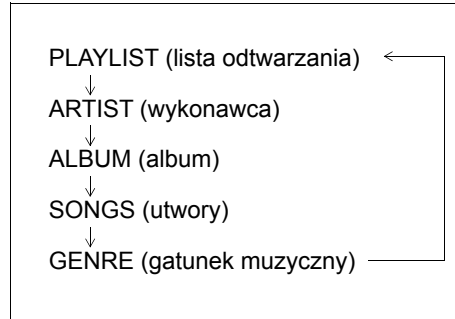 PLAYLIST (lista odtwarzania)
ARTIST (wykonawca)
ALBUM (album)
SONGS (utwory)
GENRE (gatunek muzyczny)